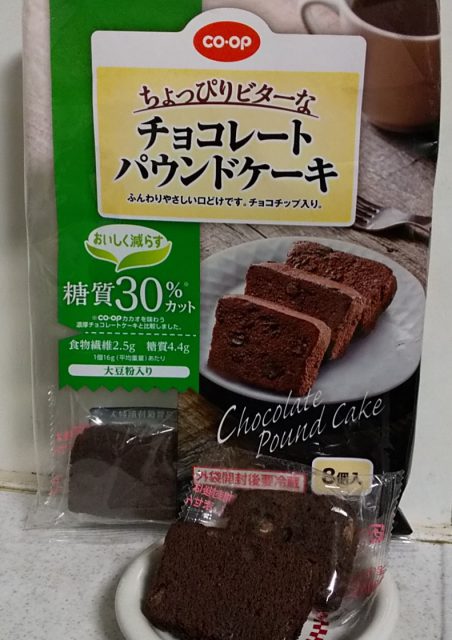 CO・OP
ちょっぴりビターな
チョコレート
パウンドケーキ
ふんわりやさしい口どけです。チョコチップ入り。
おいしく減らす
糖質30%※カット
※CO・OPカカオを味わう
濃厚チョコレートケーキと比較しました。
食物繊維2.5g 糖質4.4g
1個16g(平均重量)あたり
大豆粉入り
Chocolate
Pound Cake
外袋開封後要冷蔵
8個入